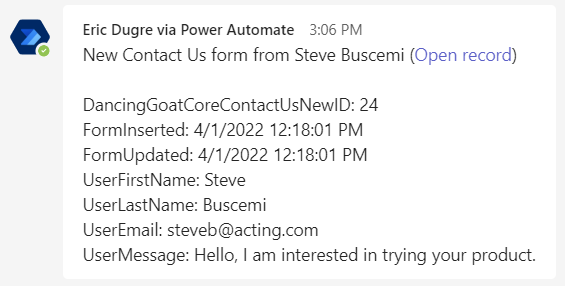 Eric Dugre via Power Automate 3:06 PM
New Contact Us form from Steve Buscemi (Open record)
DancingGoatCoreContactUsNewID: 24
FormInserted: 4/1/2022 12:18:01 PM
FormUpdated: 4/1/2022 12:18:01 PM
UserFirstName: Steve
UserLastName: Buscemi
UserEmail: steveb@acting.com
UserMessage: Hello, I am interested in trying your product.